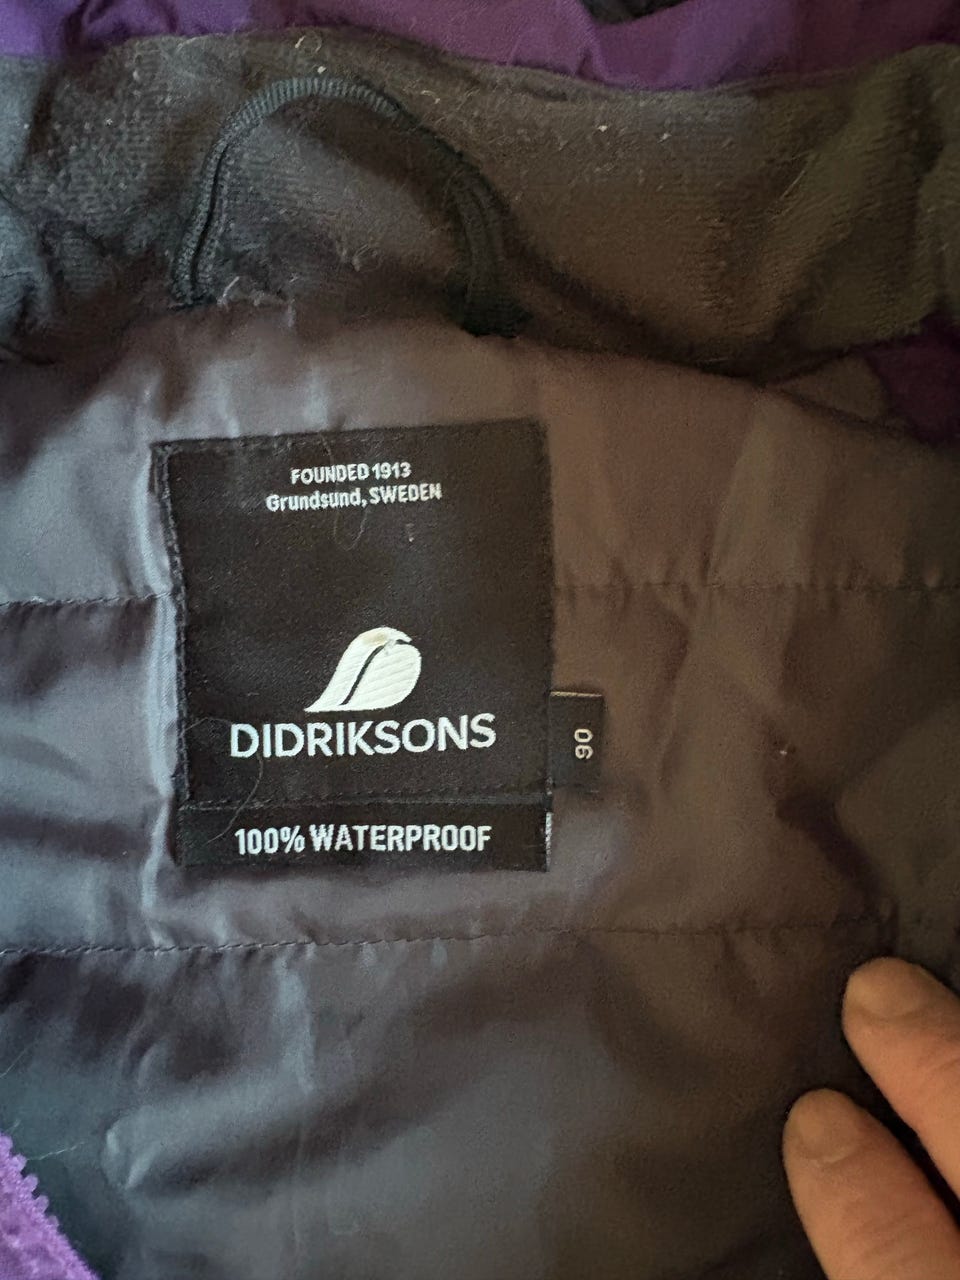 FOUNDED 1913
Grundsund, SWEDEN
DIDRIKSONS
90
100% WATERPROOF